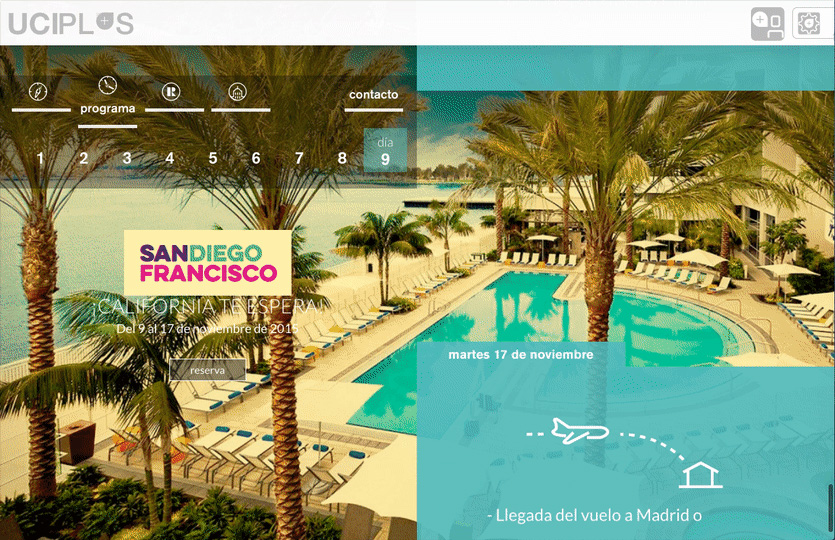 UCIPLUS
programa
contacto
1 2 3 4 5 6 7 8 día 9
SANDIEGO
FRANCISCO
¡CALIFORNIA TE ESPERA!
Del 9 al 17 de noviembre de 2015
reserva
martes 17 de noviembre
- Llegada del vuelo a Madrid o